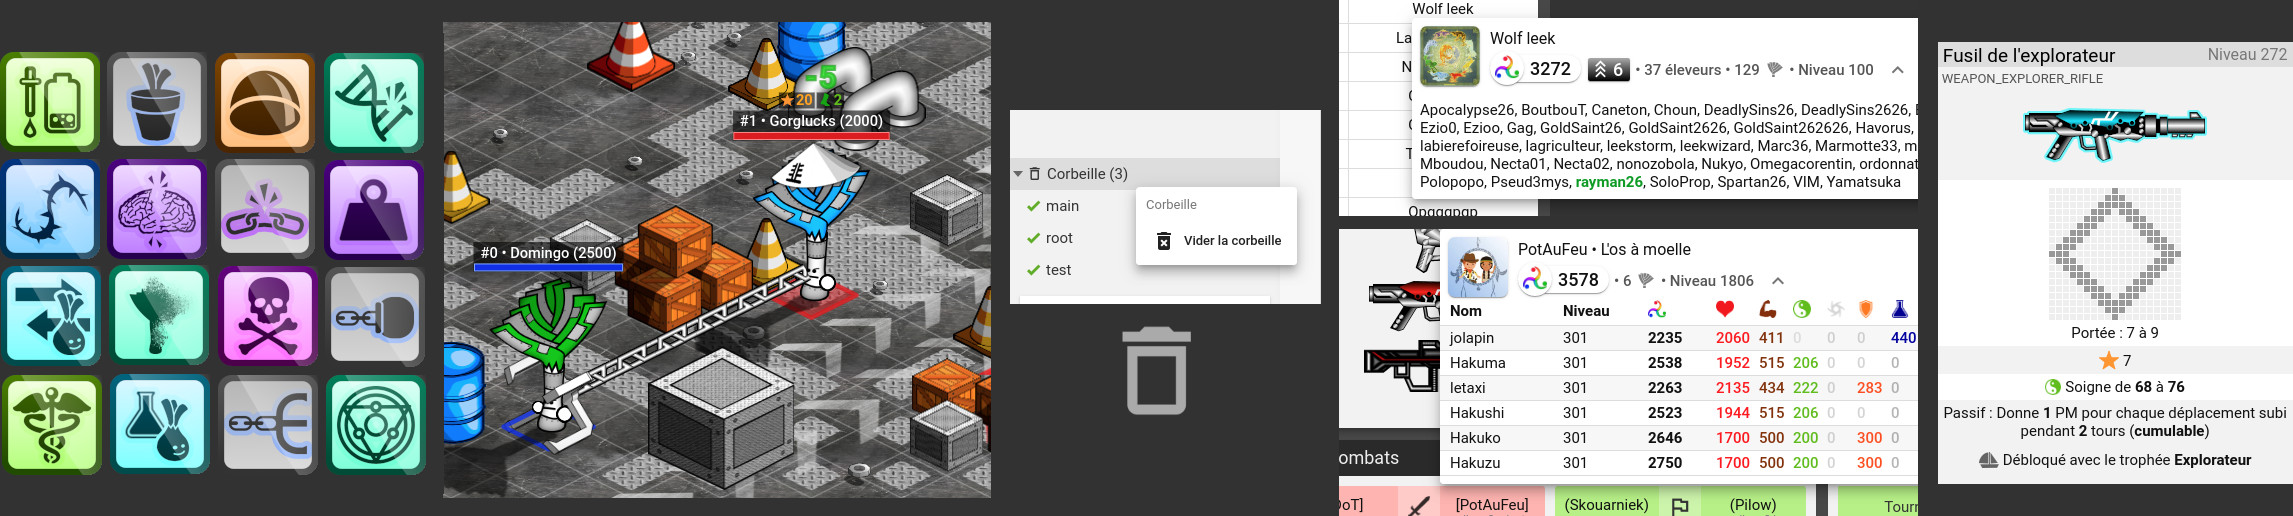 -5
20 2
#1 • Gorglucks (2000)
#0 • Domingo (2500)
Corbeille (3)
main
root
test
Corbeille
Vider la corbeille
Wolf leek
La
N
T
Opqaapap
Wolf leek
3272 6 • 37 éleveurs • 129 • Niveau 100
Apocalypse26, BoutbouT, Caneton, Choun, DeadlySins26, DeadlySins2626,
Ezio0, Ezioo, Gag, GoldSaint26, GoldSaint2626, GoldSaint262626, Havorus,
labierefoireuse, lagriculteur, leekstorm, leekwizard, Marc36, Marmotte33, m
Mboudou, Necta01, Necta02, nonozobola, Nukyo, Omegacorentin, ordonnat
Polopopo, Pseud3mys, rayman26, SoloProp, Spartan26, VIM, Yamatsuka
PotAuFeu • L'os à moelle
3578 • 6 • Niveau 1806
Nom Niveau
jolapin 301 2235 2060 411 0 0 0 440
Hakuma 301 2538 1952 515 206 0 0 0
letaxi 301 2263 2135 434 222 0 283 0
Hakushi 301 2523 1944 515 206 0 0 0
Hakuko 301 2646 1700 500 200 0 300 0
Hakuzu 301 2750 1700 500 200 0 300 0
ombats
oT] [PotAuFeu] (Skouarniek) (Pilow) Tourn
Fusil de l'explorateur Niveau 272
WEAPON_EXPLORER_RIFLE
Portée : 7 à 9
7
Soigne de 68 à 76
Passif : Donne 1 PM pour chaque déplacement subi
pendant 2 tours (cumulable)
Débloqué avec le trophée Explorateur